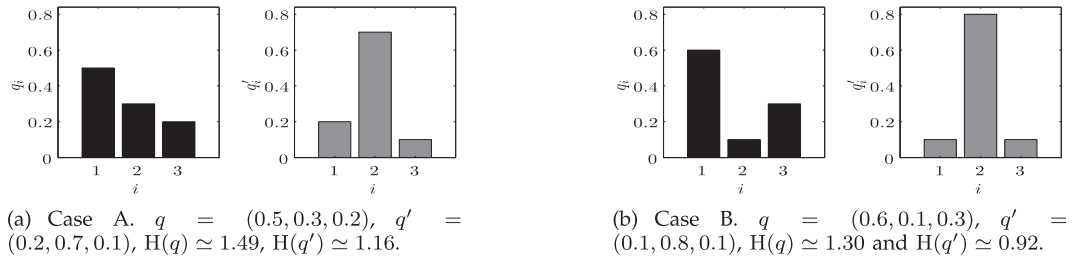 0.8
0.6
0.4
0.2
0
qᵢ
1 2 3
i
0.8
0.6
0.4
0.2
0
q′ᵢ
1 2 3
i
(a) Case A. q = (0.5, 0.3, 0.2), q′ =
(0.2, 0.7, 0.1), H(q) ≃ 1.49, H(q′) ≃ 1.16.
0.8
0.6
0.4
0.2
0
qᵢ
1 2 3
i
0.8
0.6
0.4
0.2
0
q′ᵢ
1 2 3
i
(b) Case B. q = (0.6, 0.1, 0.3), q′ =
(0.1, 0.8, 0.1), H(q) ≃ 1.30 and H(q′) ≃ 0.92.